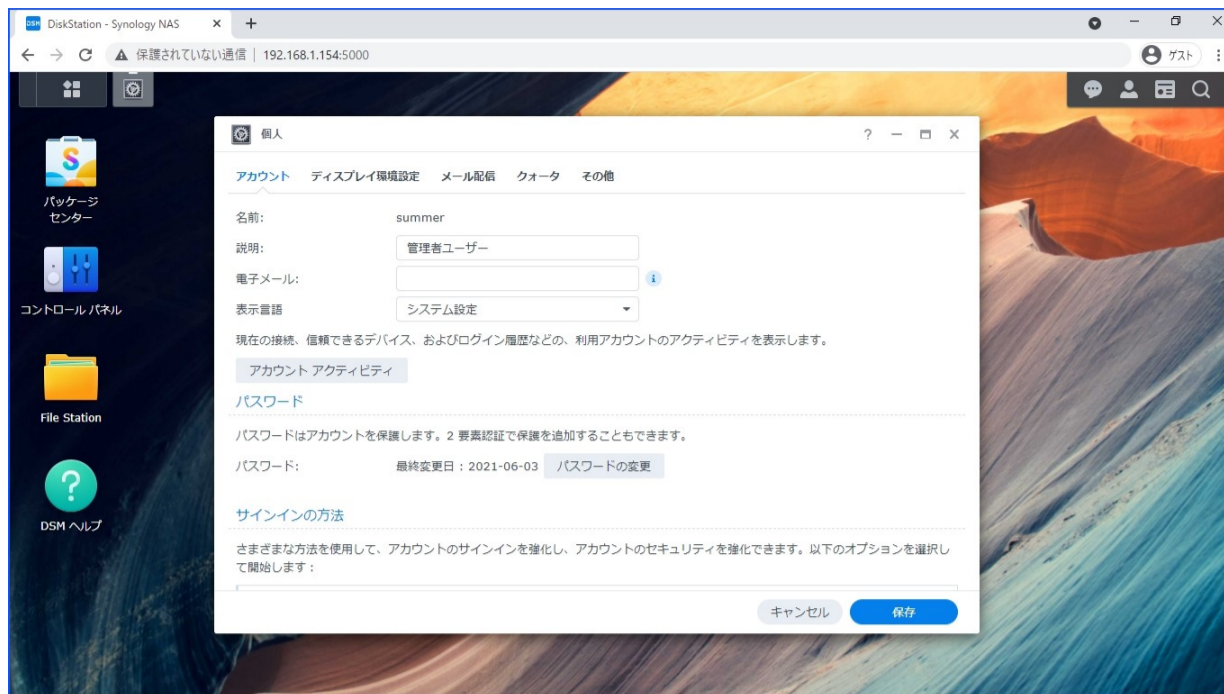 DSM DiskStation - Synology NAS
保護されていない通信 | 192.168.1.154:5000
ゲスト
パッケージ
センター
コントロール パネル
File Station
DSM ヘルプ
個人
アカウント ディスプレイ環境設定 メール配信 クォータ その他
名前: summer
説明: 管理者ユーザー
電子メール:
表示言語 システム設定
現在の接続、信頼できるデバイス、およびログイン履歴などの、利用アカウントのアクティビティを表示します。
アカウント アクティビティ
パスワード
パスワードはアカウントを保護します。2 要素認証で保護を追加することもできます。
パスワード: 最終変更日：2021-06-03 パスワードの変更
サインインの方法
さまざまな方法を使用して、アカウントのサインインを強化し、アカウントのセキュリティを強化できます。以下のオプションを選択し
て開始します：
キャンセル 保存